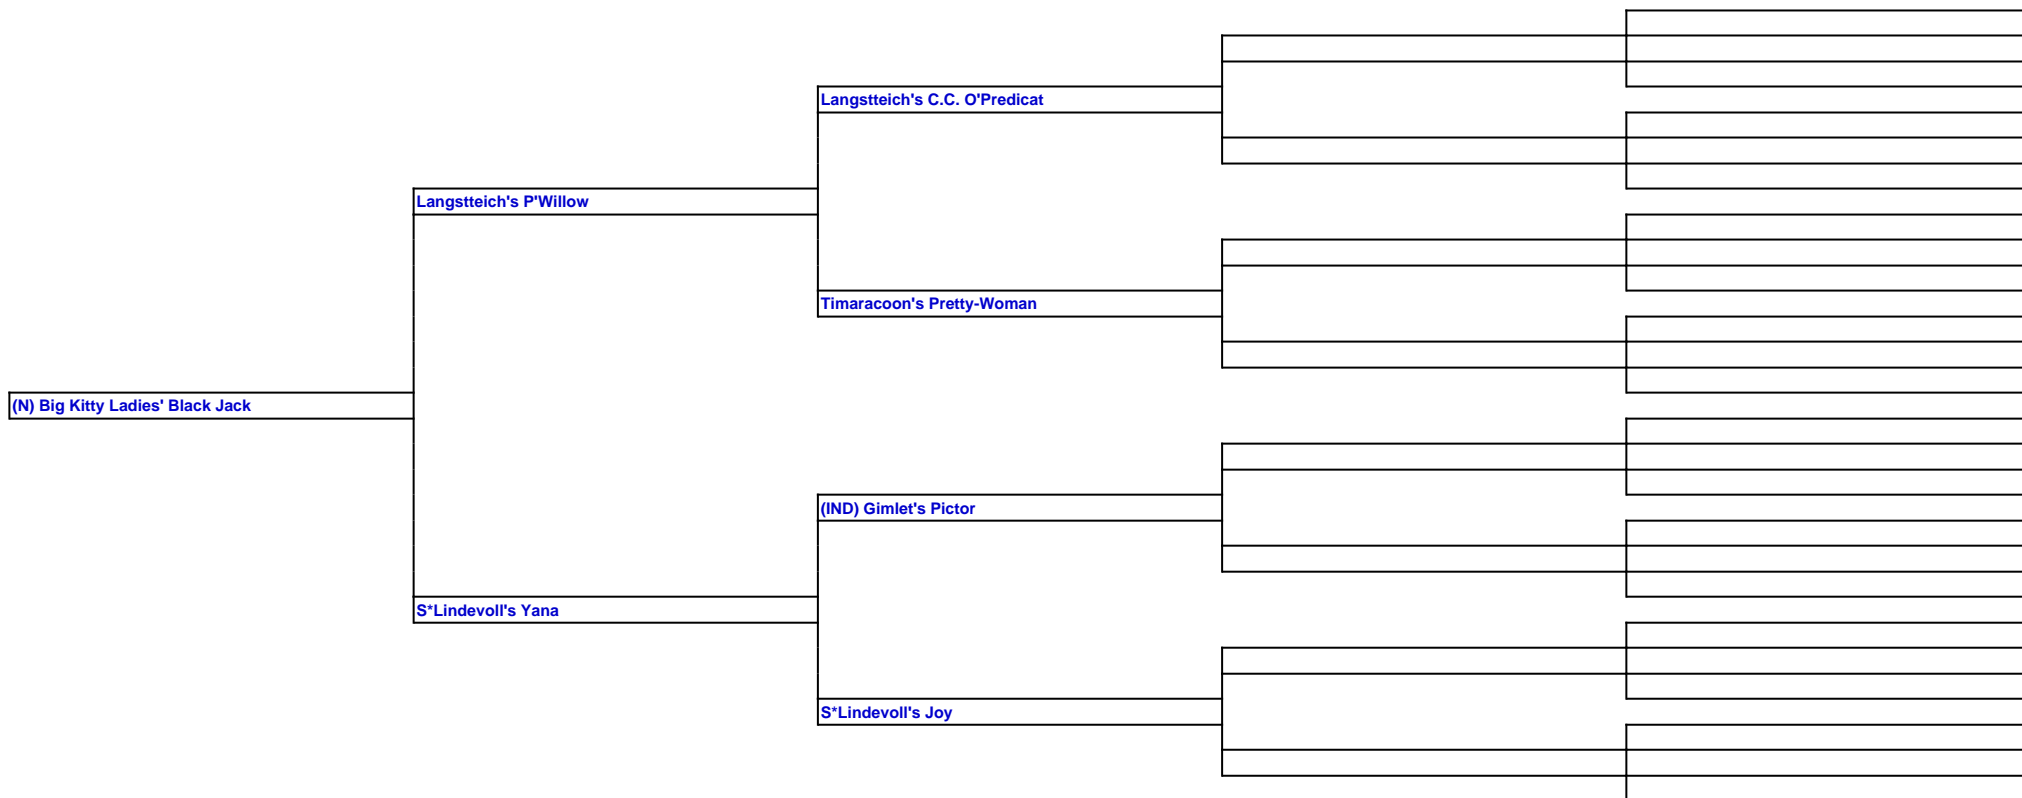 Langstteich's C.C. O'Predicat
Langstteich's P'Willow
Timaracoon's Pretty-Woman
(N) Big Kitty Ladies' Black Jack
(IND) Gimlet's Pictor
S*Lindevoll's Yana
S*Lindevoll's Joy